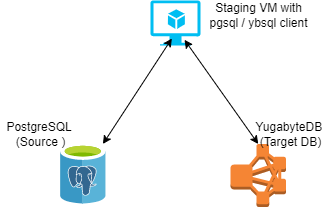 Staging VM with
pgsql / ybsql client
PostgreSQL
(Source )
YugabyteDB
(Target DB)